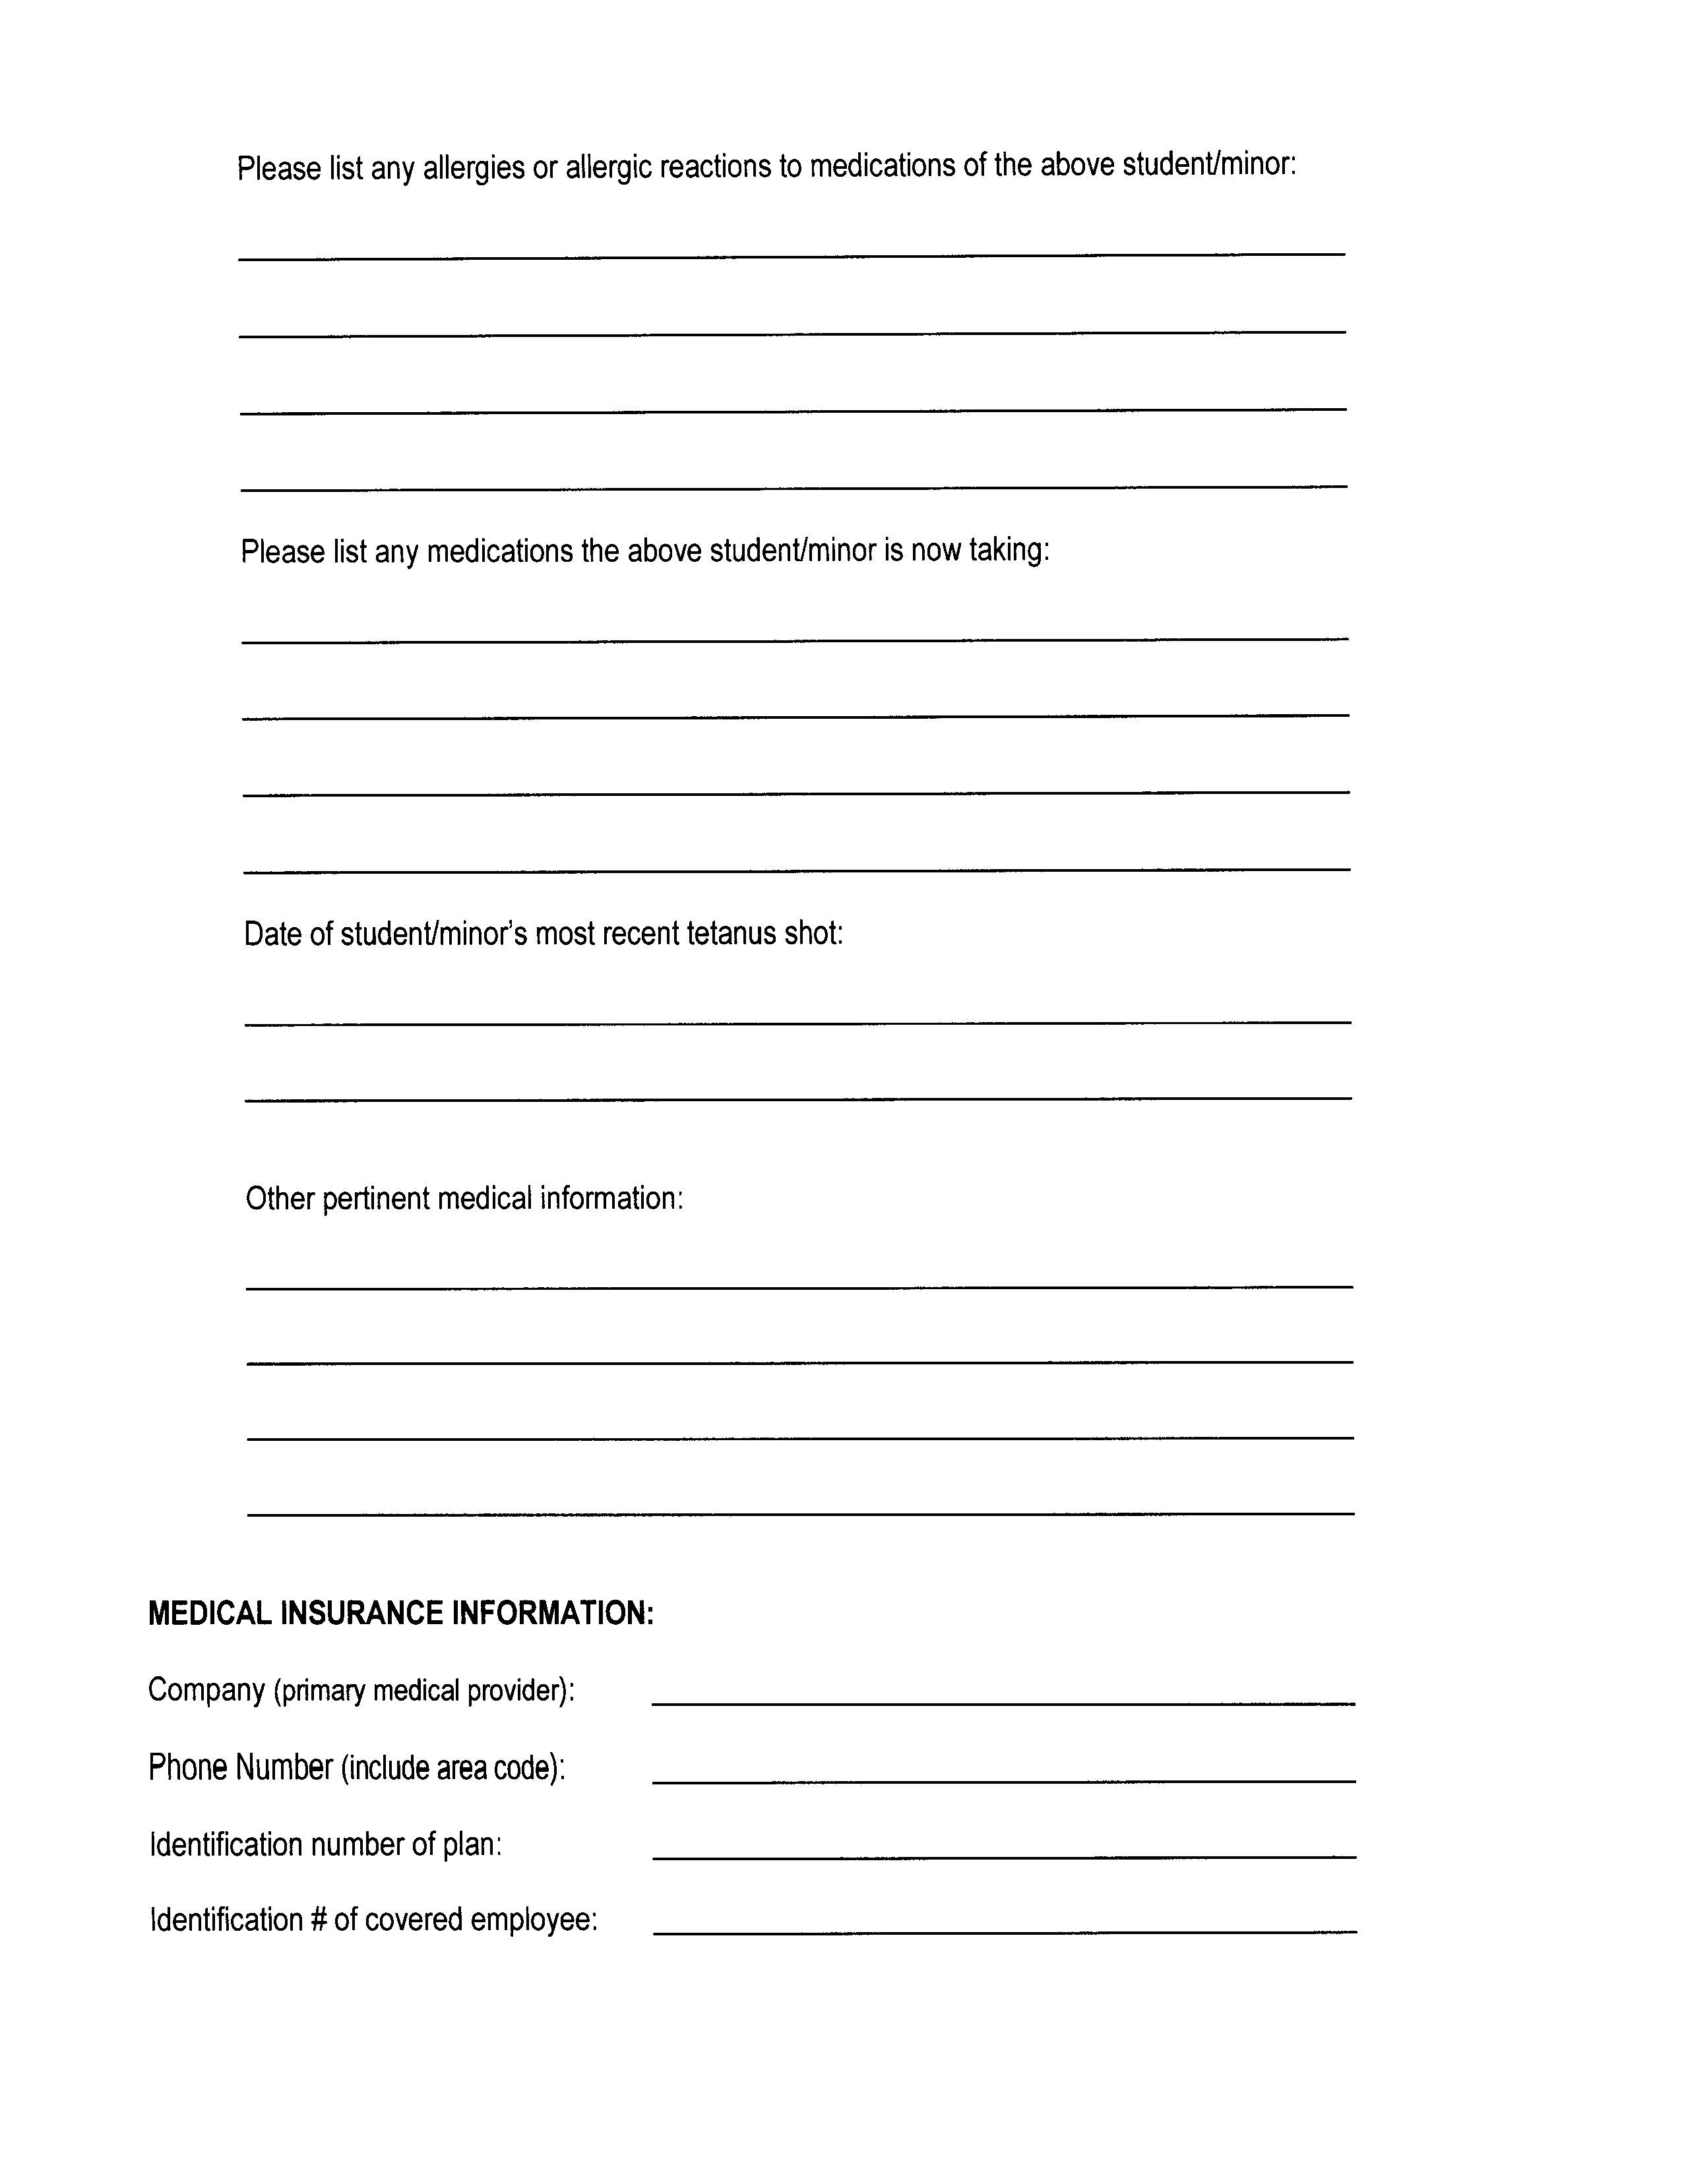 Please list any allergies or allergic reactions to medications of the above student/minor:
Please list any medications the above student/minor is now taking:
Date of student/minor's most recent tetanus shot:
Other pertinent medical information:
MEDICAL INSURANCE INFORMATION:
Company (primary medical provider):
Phone Number (include area code):
Identification number of plan:
Identification # of covered employee: